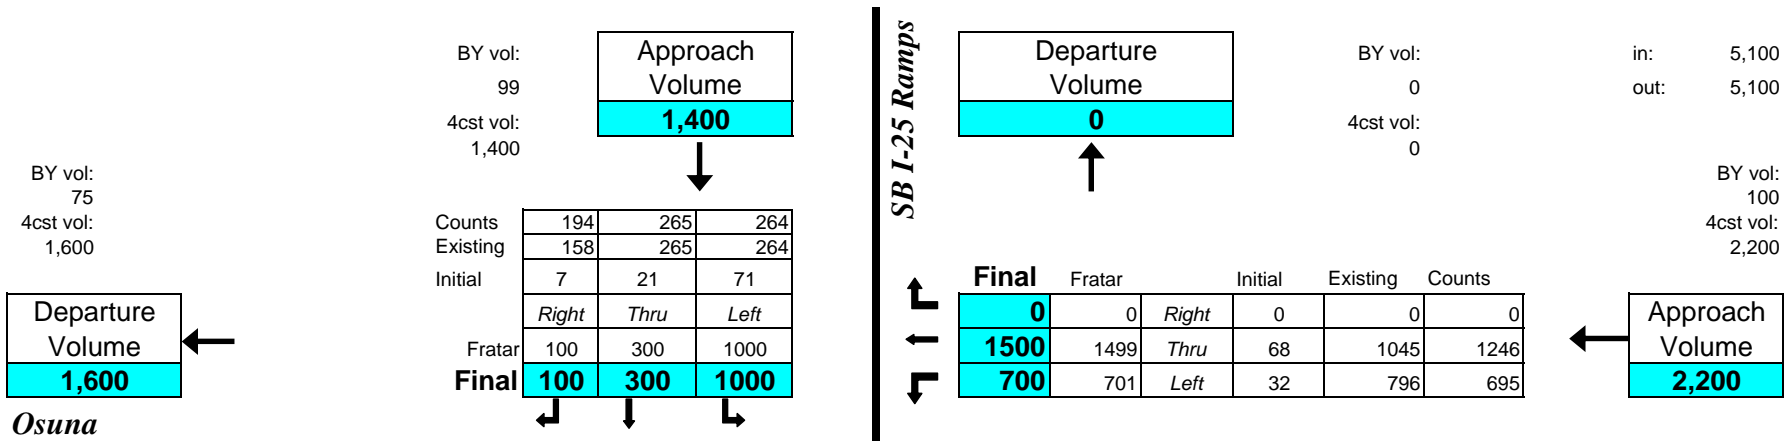 BY vol:
99
4cst vol:
1,400
Approach
Volume
1,400
SB I-25 Ramps
Departure
Volume
0
BY vol:
0
4cst vol:
0
in: 5,100
out: 5,100
BY vol:
75
4cst vol:
1,600
BY vol:
100
4cst vol:
2,200
Counts 194 265 264
Existing 158 265 264
Initial 7 21 71
Right Thru Left
Fratar 100 300 1000
Final 100 300 1000
Final Fratar Initial Existing Counts
0 0 Right 0 0 0
1500 1499 Thru 68 1045 1246
700 701 Left 32 796 695
Departure
Volume
1,600
Approach
Volume
2,200
Osuna